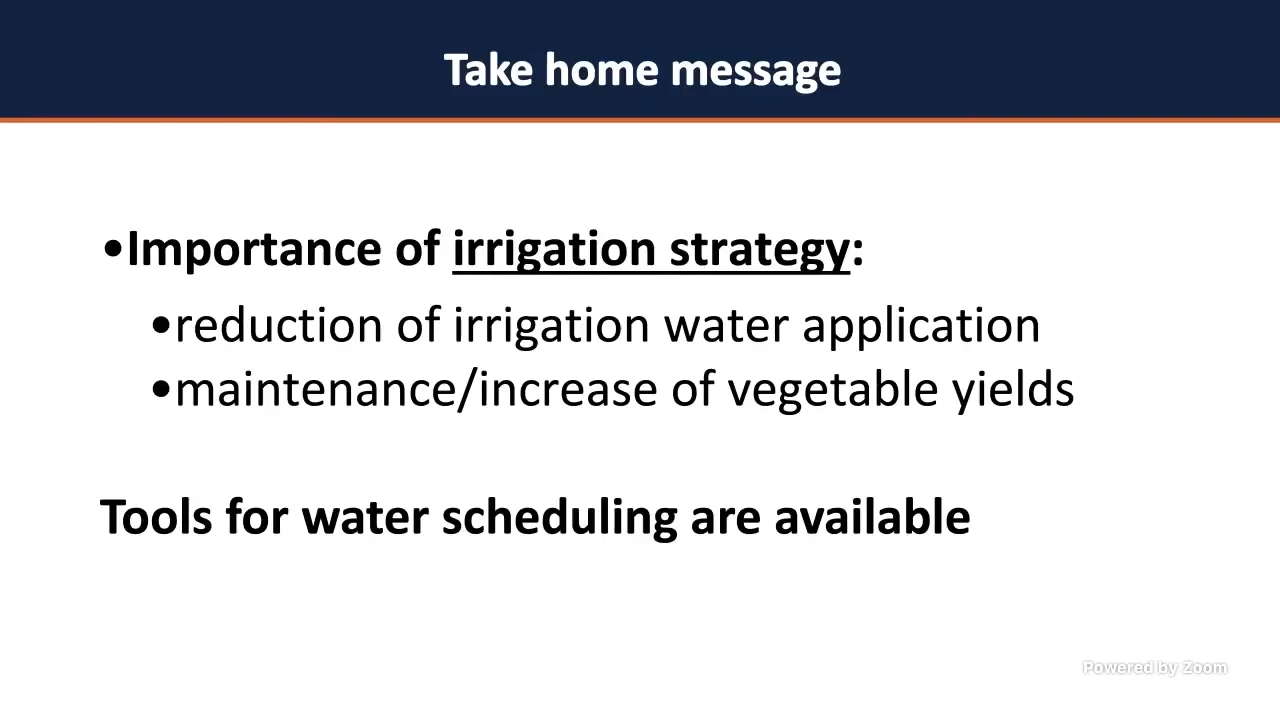 Take home message
•Importance of irrigation strategy:
•reduction of irrigation water application
•maintenance/increase of vegetable yields
Tools for water scheduling are available
Powered by Zoom